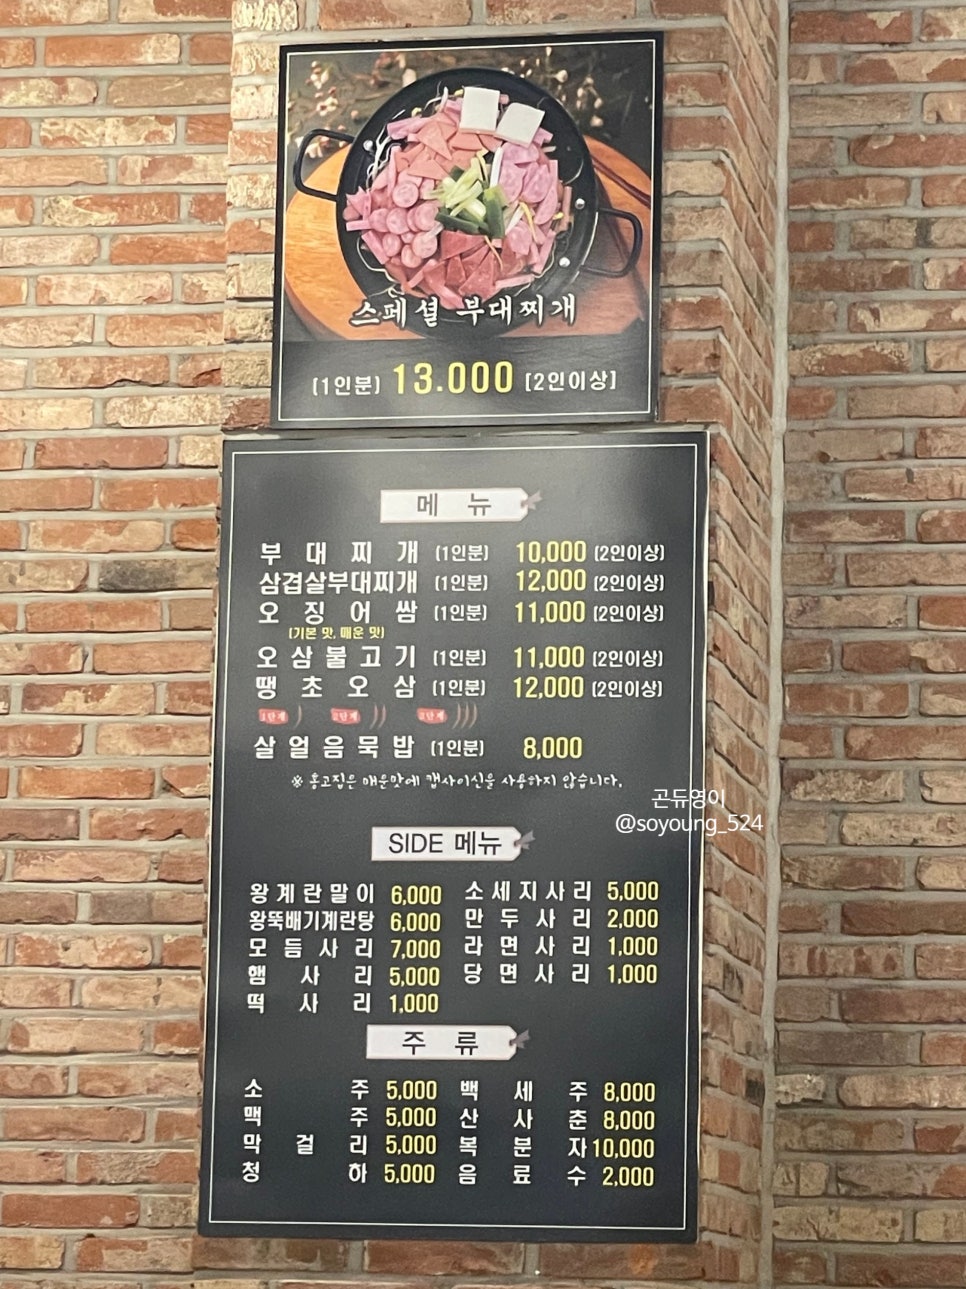 스페셜 부대찌개
(1인분) 13.000 (2인이상)
메 뉴
부 대 찌 개 (1인분) 10,000 (2인이상)
삼겹살부대찌개 (1인분) 12,000 (2인이상)
오 징 어 쌈 (1인분) 11,000 (2인이상)
(기본 맛, 매운 맛)
오 삼 불 고 기 (1인분) 11,000 (2인이상)
땡 초 오 삼 (1인분) 12,000 (2인이상)
1단계 2단계 3단계
살 얼 음 묵 밥 (1인분) 8,000
※ 홍고집은 매운맛에 캡사이신을 사용하지 않습니다.
곤듀영이
@soyoung_524
SIDE 메뉴
왕 계 란 말 이 6,000 소 세 지 사 리 5,000
왕뚝배기계란탕 6,000 만 두 사 리 2,000
모 듬 사 리 7,000 라 면 사 리 1,000
햄 사 리 5,000 당 면 사 리 1,000
떡 사 리 1,000
주 류
소 주 5,000 백 세 주 8,000
맥 주 5,000 산 사 춘 8,000
막 걸 리 5,000 복 분 자 10,000
청 하 5,000 음 료 수 2,000